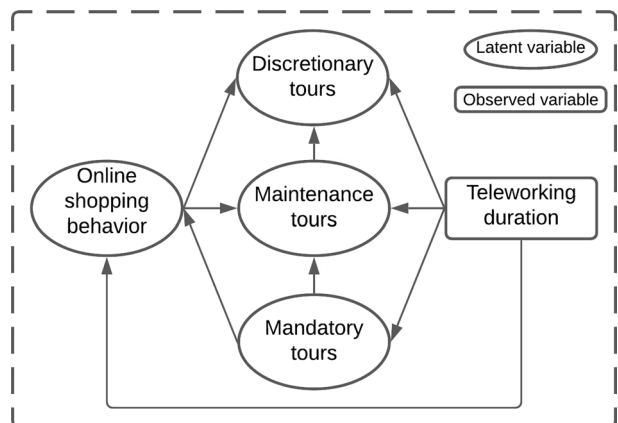 Discretionary
tours
Latent variable
Observed variable
Online
shopping
behavior
Maintenance
tours
Teleworking
duration
Mandatory
tours